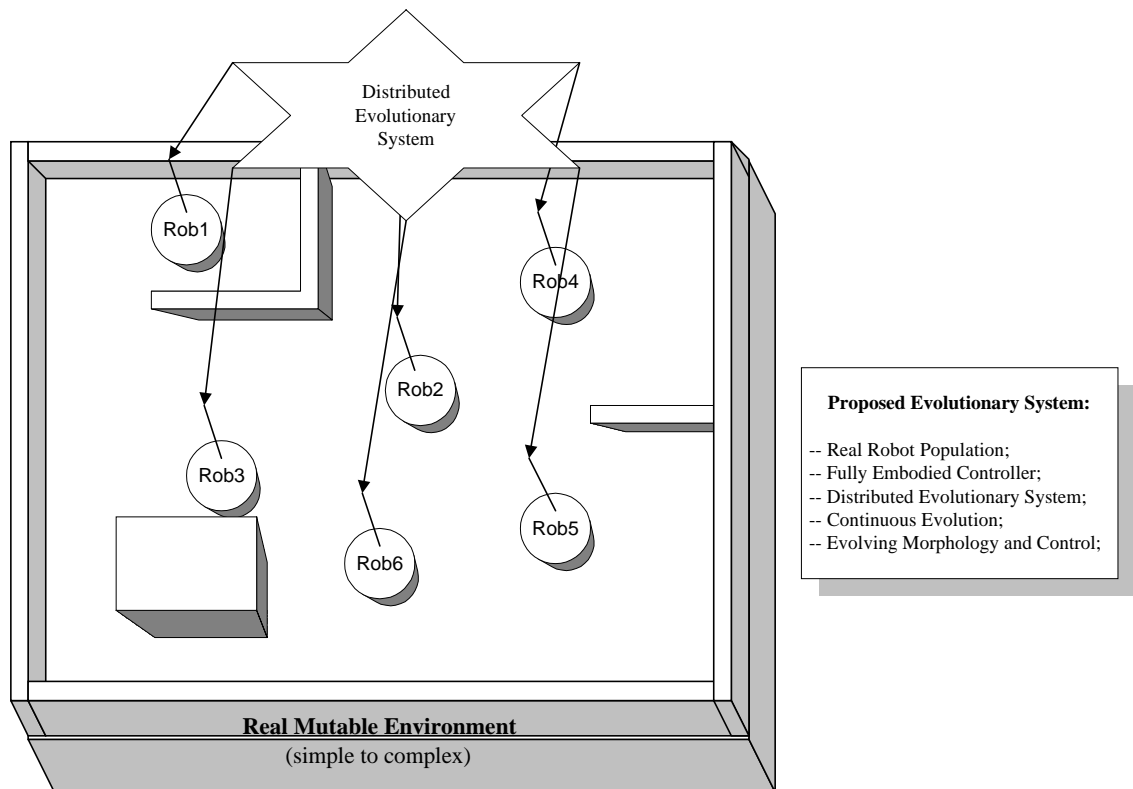 Distributed
Evolutionary
System
Rob1
Rob4
Rob2
Rob3
Rob5
Rob6
Proposed Evolutionary System:
-- Real Robot Population;
-- Fully Embodied Controller;
-- Distributed Evolutionary System;
-- Continuous Evolution;
-- Evolving Morphology and Control;
Real Mutable Environment
(simple to complex)